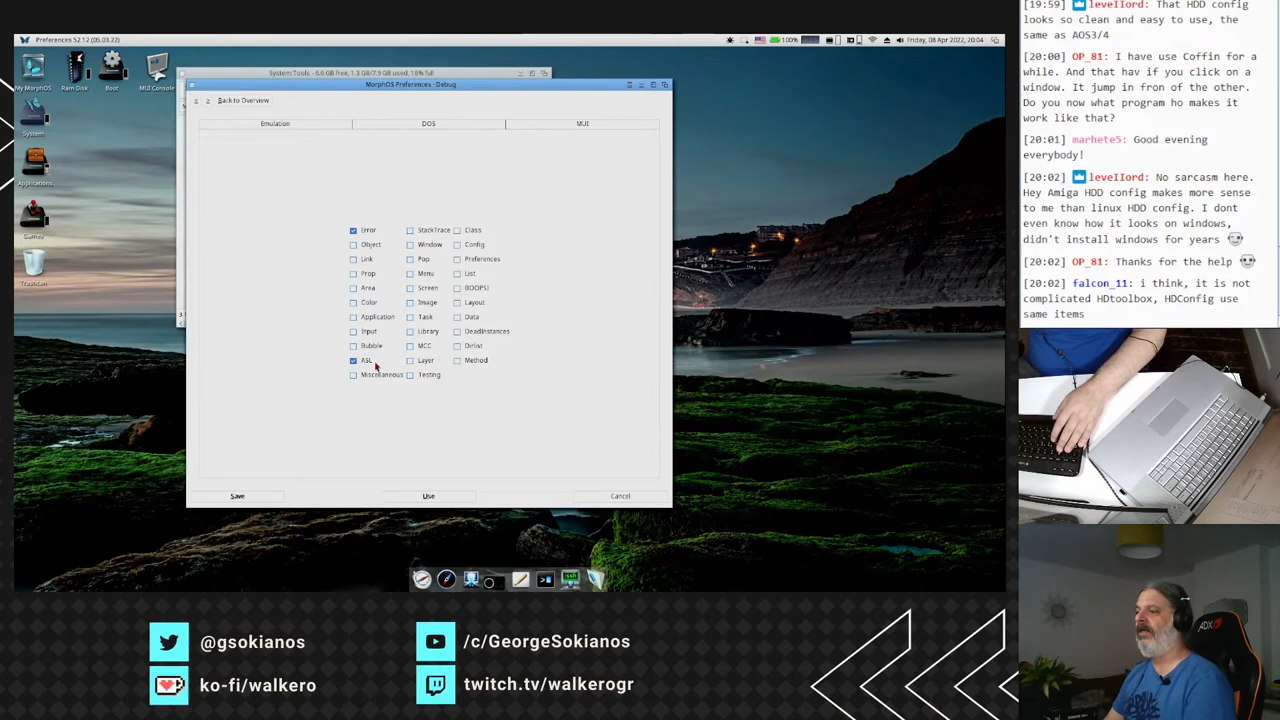 Preferences 52.12 (05.03.22)
100%
Friday, 08 Apr 2022, 20:04
My MorphOS
Ram Disk
Boot
MUI Console
System
Applications
Games
Trashcan
System:Tools - 6.6 GB free, 1.3 GB/7.9 GB used, 16% full
MorphOS Preferences : Debug
< > Back to Overview
Emulation
DOS
MUI
Error
StackTrace
Class
Object
Window
Config
Link
Pop
Preferences
Prop
Menu
List
Area
Screen
BOOPSI
Color
Image
Layout
Application
Task
Data
Input
Library
DeadInstances
Bubble
MCC
Dirlist
ASL
Layer
Method
Miscellaneous
Testing
Save
Use
Cancel
[19:59] leveIIord: That HDD config
looks so clean and easy to use, the
same as AOS3/4
[20:00] OP_81: I have use Coffin for a
while. And that hav if you click on a
window. It jump in fron of the other.
Do you now what program ho makes it
work like that?
[20:01] marhete5: Good evening
everybody!
[20:02] leveIIord: No sarcasm here.
Hey Amiga HDD config makes more sense
to me than linux HDD config. I dont
even know how it looks on windows,
didn't install windows for years
[20:02] OP_81: Thanks for the help
[20:02] falcon_11: i think, it is not
complicated HDtoolbox, HDConfig use
same items
@gsokianos
/c/GeorgeSokianos
ko-fi/walkero
twitch.tv/walkerogr
ADX